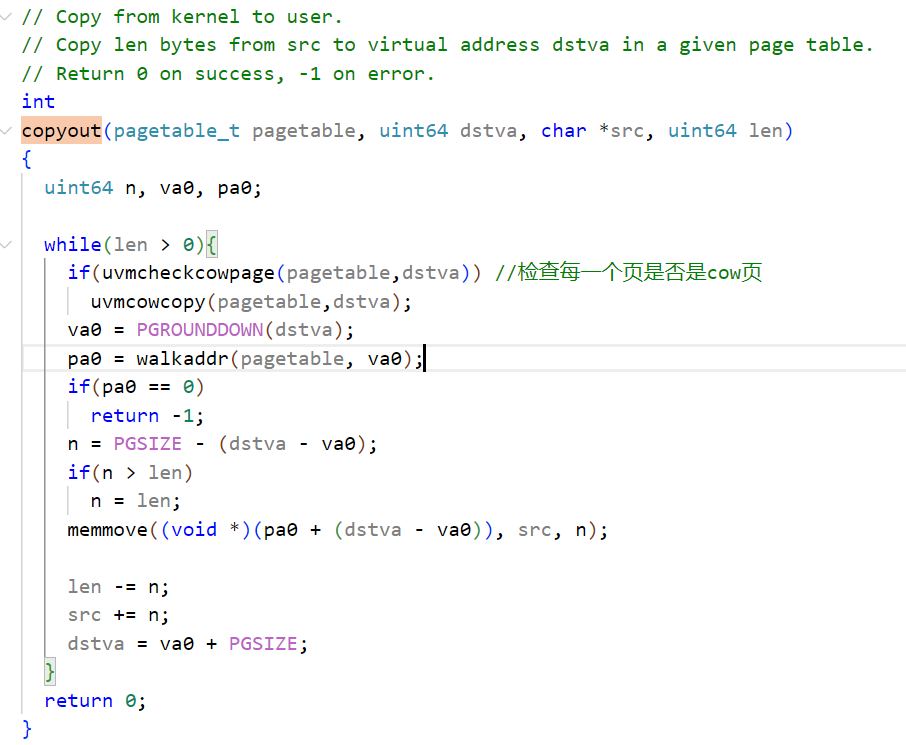 // Copy from kernel to user.
// Copy len bytes from src to virtual address dstva in a given page table.
// Return 0 on success, -1 on error.
int
copyout(pagetable_t pagetable, uint64 dstva, char *src, uint64 len)
{
  uint64 n, va0, pa0;
  while(len > 0){
    if(uvmcheckcowpage(pagetable,dstva)) //检查每一个页是否是cow页
      uvmcowcopy(pagetable,dstva);
    va0 = PGROUNDDOWN(dstva);
    pa0 = walkaddr(pagetable, va0);
    if(pa0 == 0)
      return -1;
    n = PGSIZE - (dstva - va0);
    if(n > len)
      n = len;
    memmove((void *)(pa0 + (dstva - va0)), src, n);
    len -= n;
    src += n;
    dstva = va0 + PGSIZE;
  }
  return 0;
}